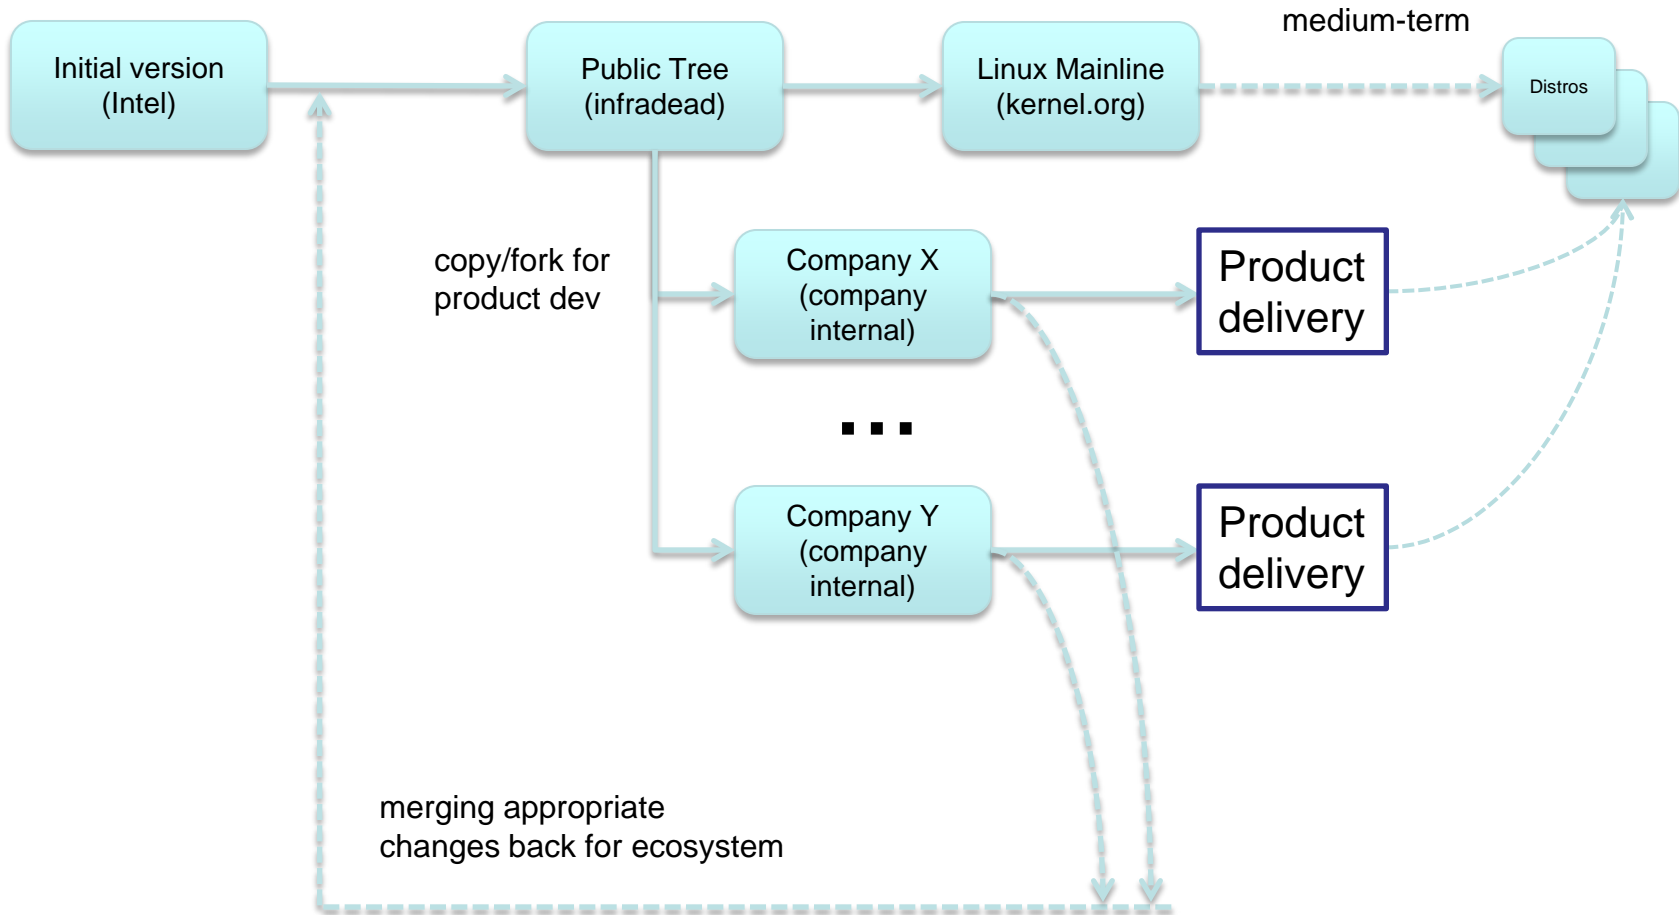 medium-term
Initial version
(Intel)
Public Tree
(infradead)
Linux Mainline
(kernel.org)
Distros
copy/fork for
product dev
Company X
(company
internal)
Product
delivery
...
Company Y
(company
internal)
Product
delivery
merging appropriate
changes back for ecosystem